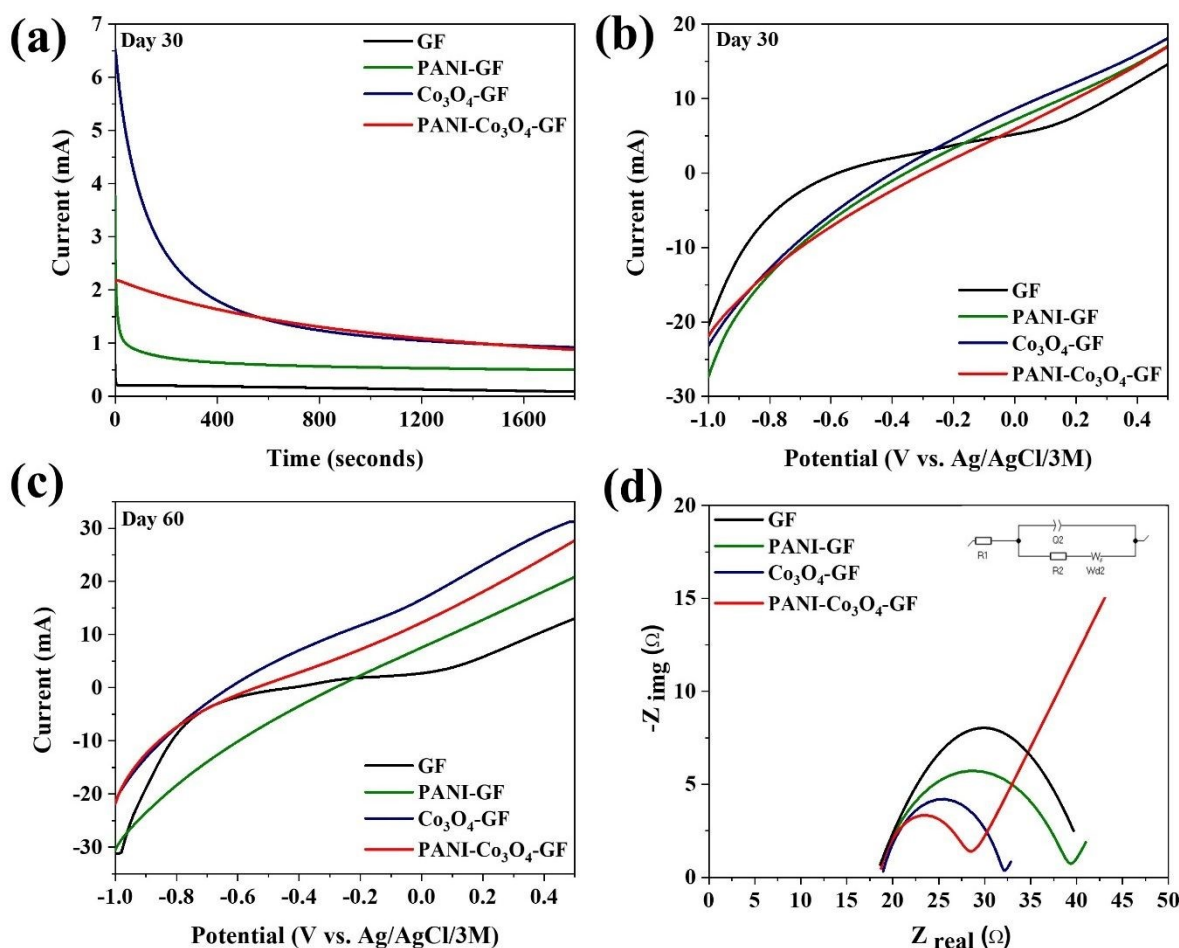 (a)
Day 30
GF
PANI-GF
Co₃O₄-GF
PANI-Co₃O₄-GF
Current (mA)
7
6
5
4
3
2
1
0
0 400 800 1200 1600
Time (seconds)
(b)
Day 30
Current (mA)
20
10
0
-10
-20
-30
GF
PANI-GF
Co₃O₄-GF
PANI-Co₃O₄-GF
-1.0 -0.8 -0.6 -0.4 -0.2 0.0 0.2 0.4
Potential (V vs. Ag/AgCl/3M)
(c)
Day 60
Current (mA)
30
20
10
0
-10
-20
-30
GF
PANI-GF
Co₃O₄-GF
PANI-Co₃O₄-GF
-1.0 -0.8 -0.6 -0.4 -0.2 0.0 0.2 0.4
Potential (V vs. Ag/AgCl/3M)
(d)
GF
PANI-GF
Co₃O₄-GF
PANI-Co₃O₄-GF
R1
Q2
R2
Wd2
-Z img (Ω)
20
15
10
5
0
0 5 10 15 20 25 30 35 40 45 50
Z real (Ω)